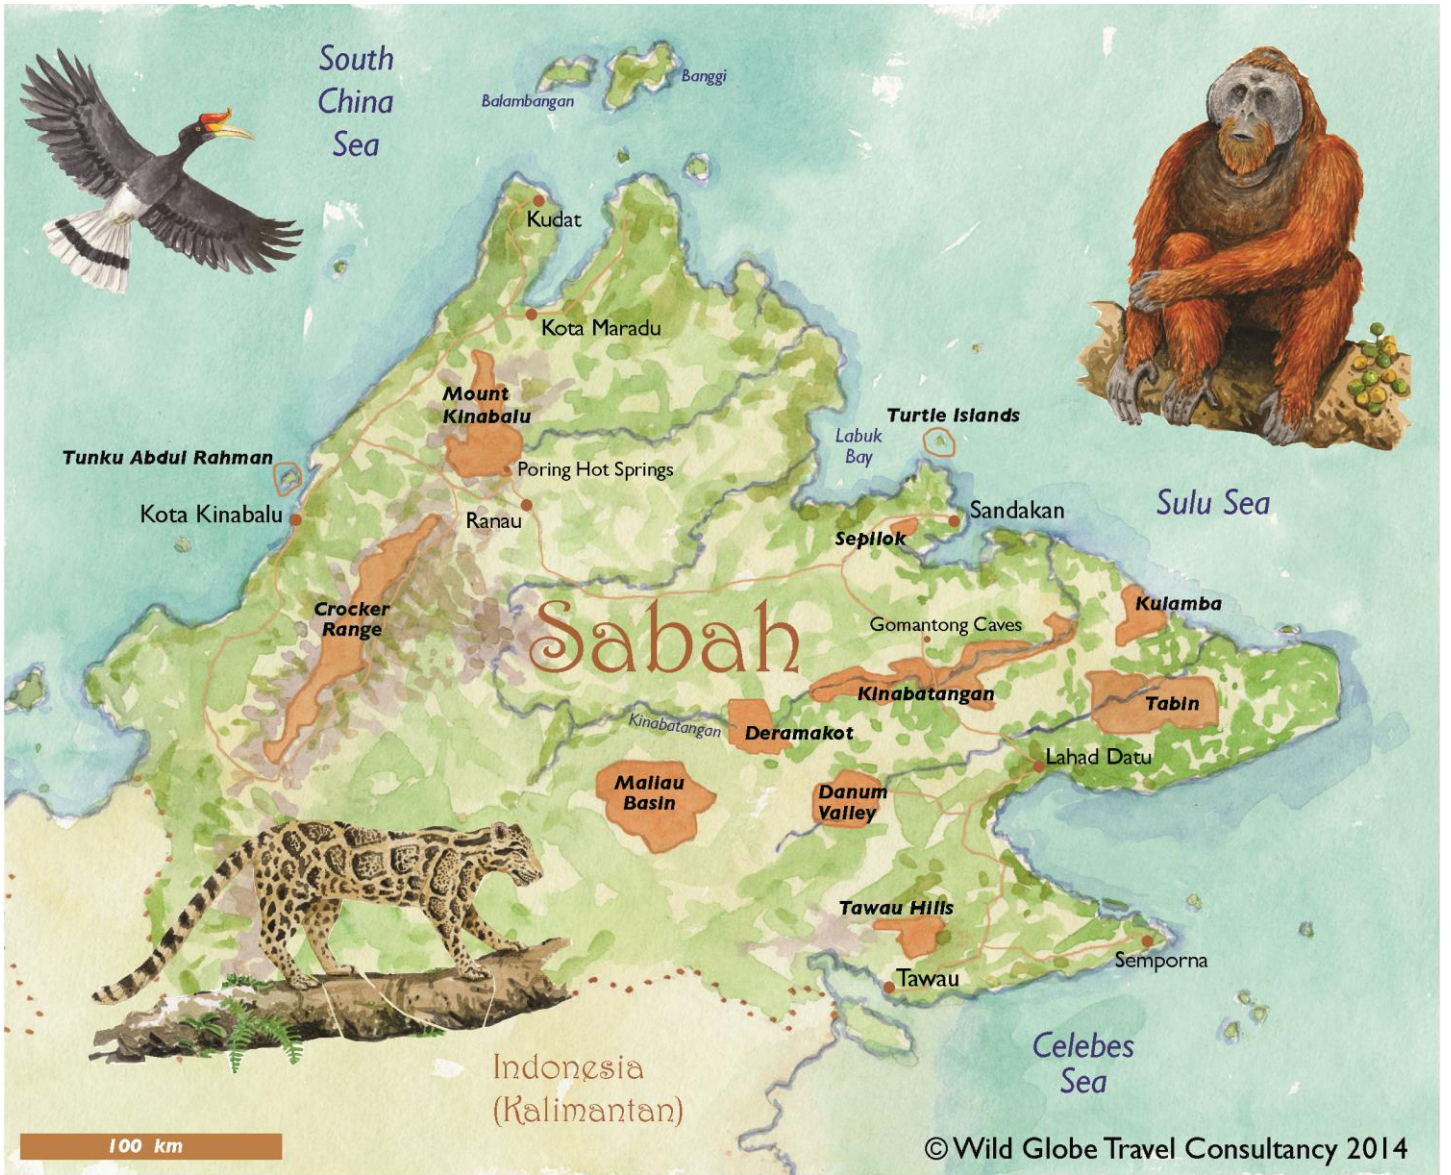 South
China
Sea
Balambangan
Banggi
Kudat
Kota Maradu
Mount
Kinabalu
Turtle Islands
Labuk
Bay
Tunku Abdul Rahman
Poring Hot Springs
Sulu Sea
Kota Kinabalu
Ranau
Sandakan
Sepilok
Crocker
Range
Sabah
Gomantong Caves
Kulamba
Kinabatangan
Tabin
Kinabatangan
Deramakot
Lahad Datu
Maliau
Basin
Danum
Valley
Tawau Hills
Semporna
Tawau
Indonesia
(Kalimantan)
Celebes
Sea
100 km
© Wild Globe Travel Consultancy 2014